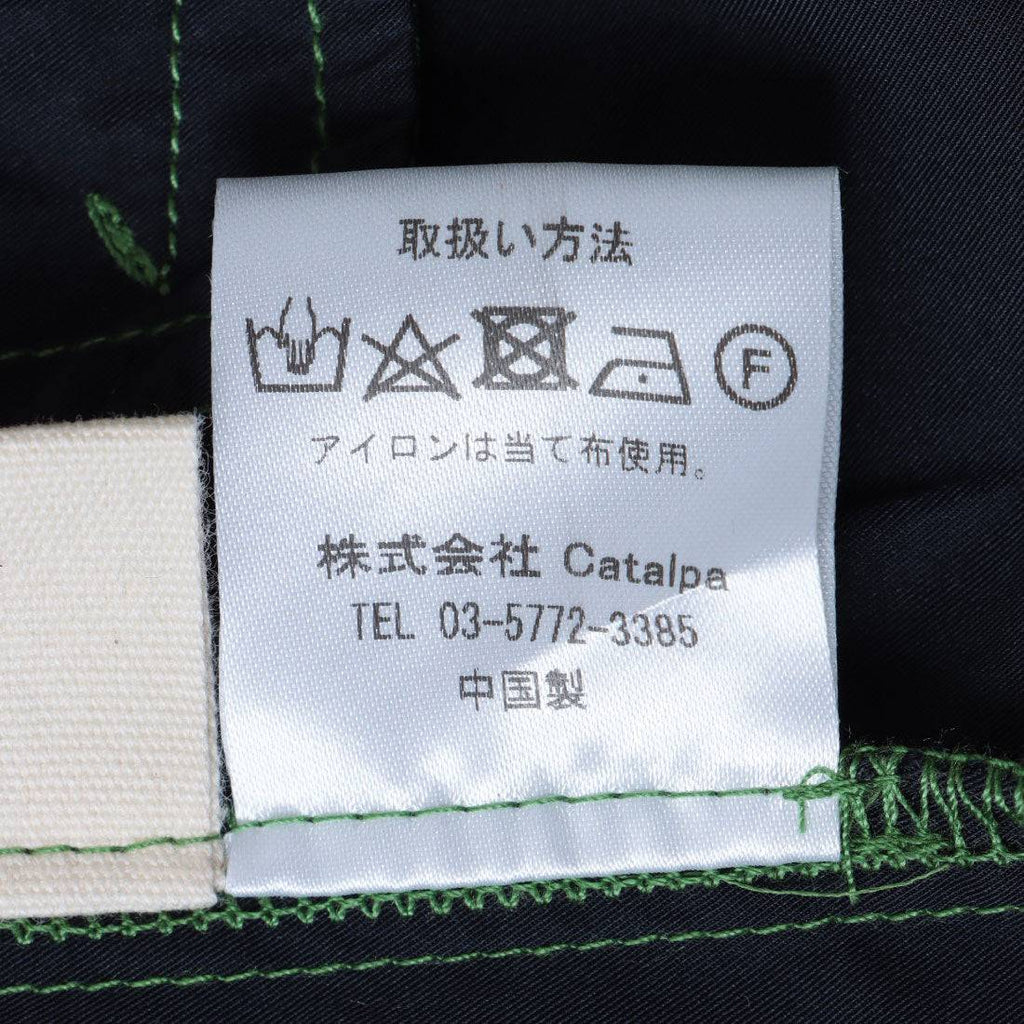 取扱い方法
F
アイロンは当て布使用。
株式会社 Catalpa
TEL 03-5772-3385
中国製